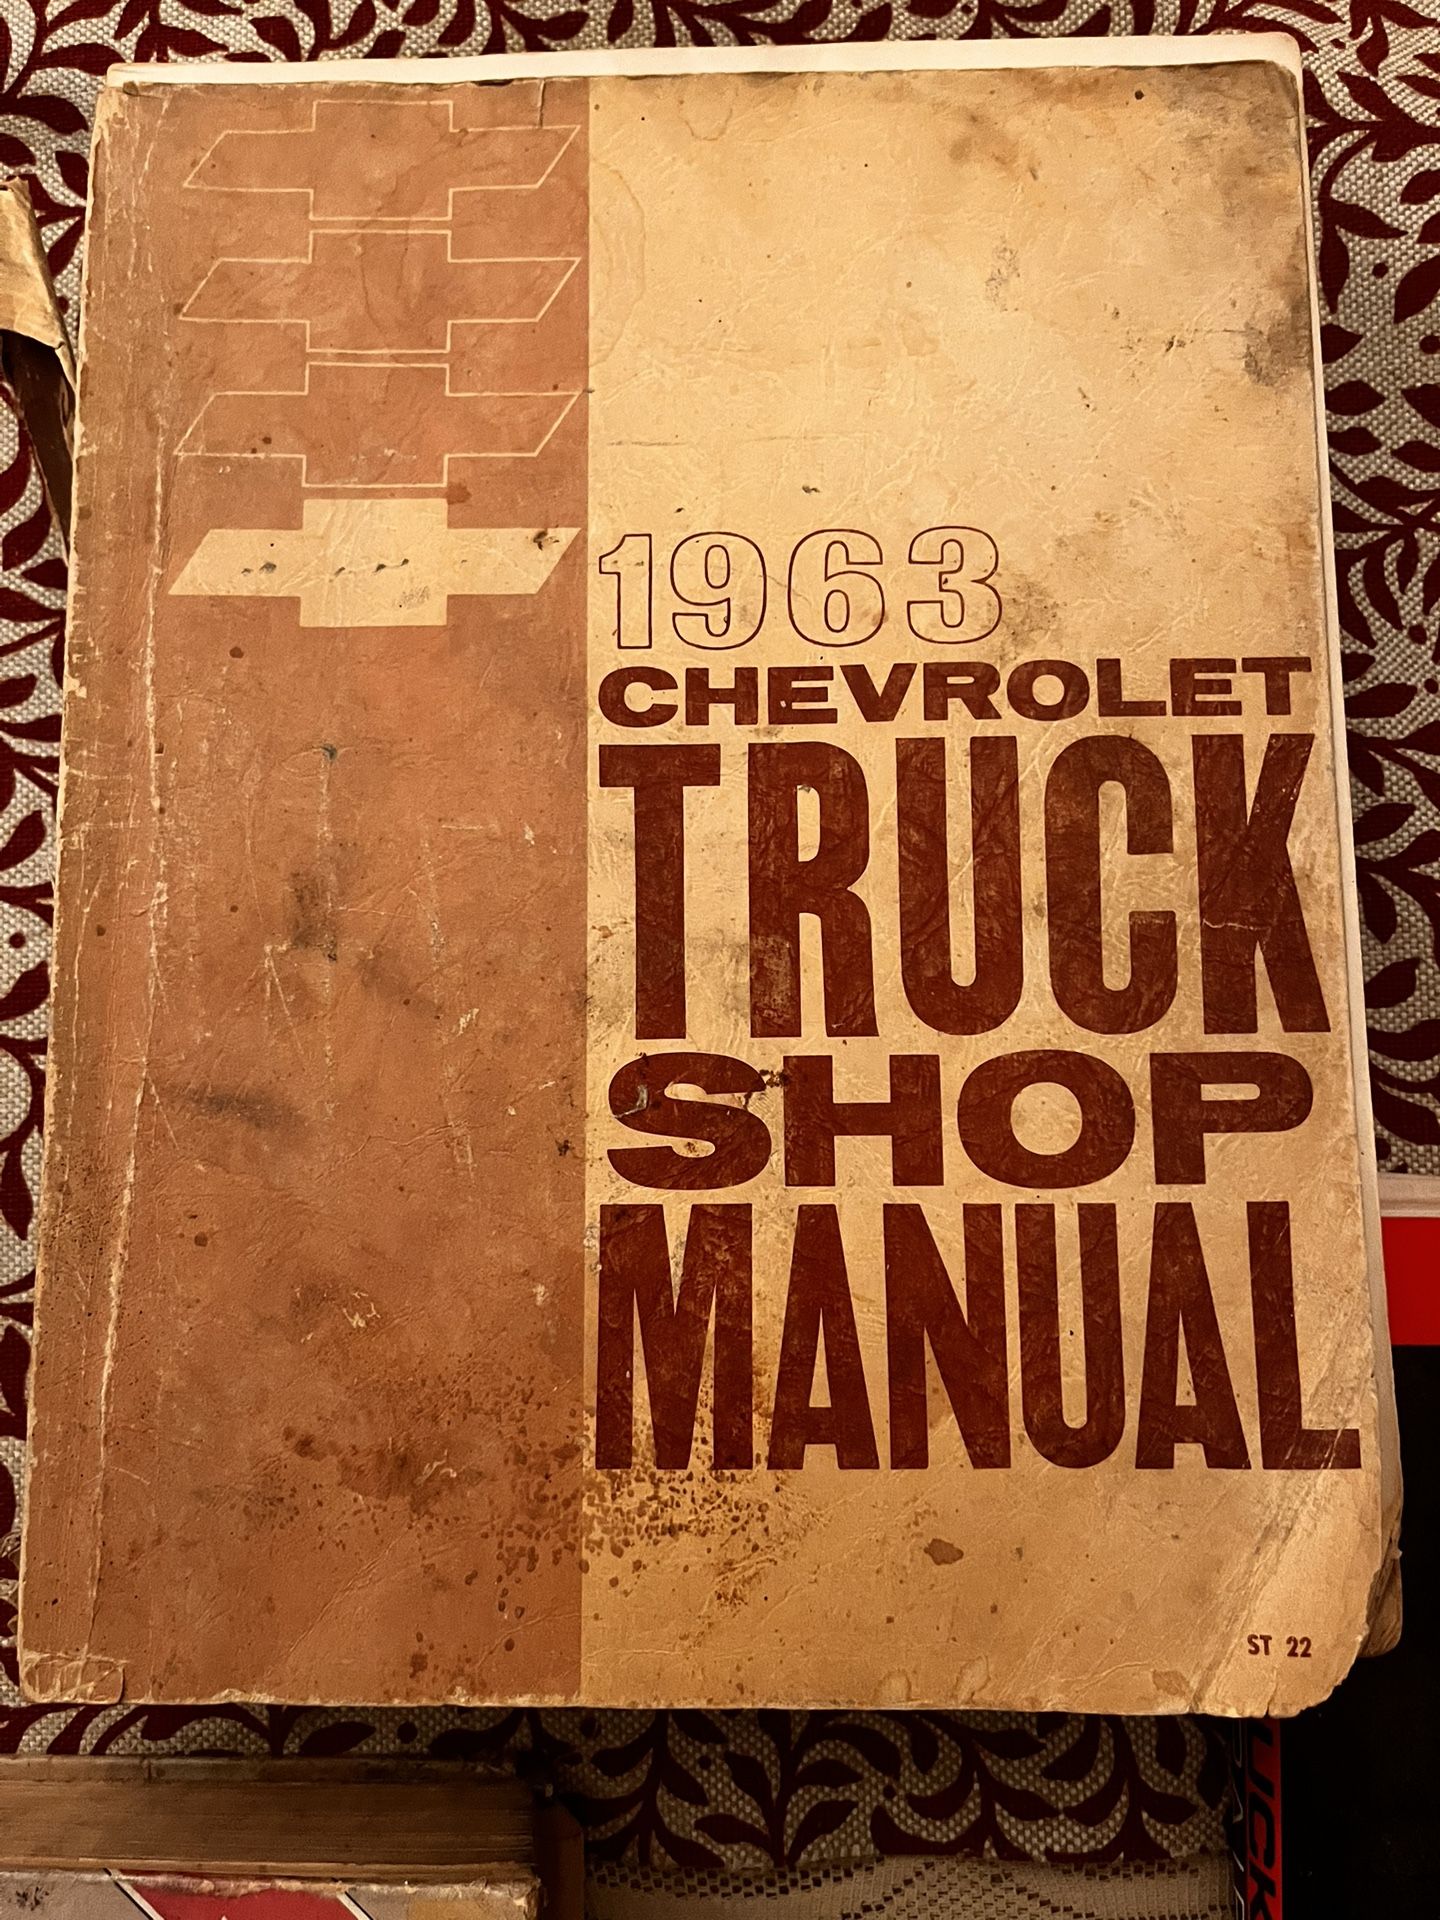 1963
CHEVROLET
TRUCK
SHOP
MANUAL
ST 22